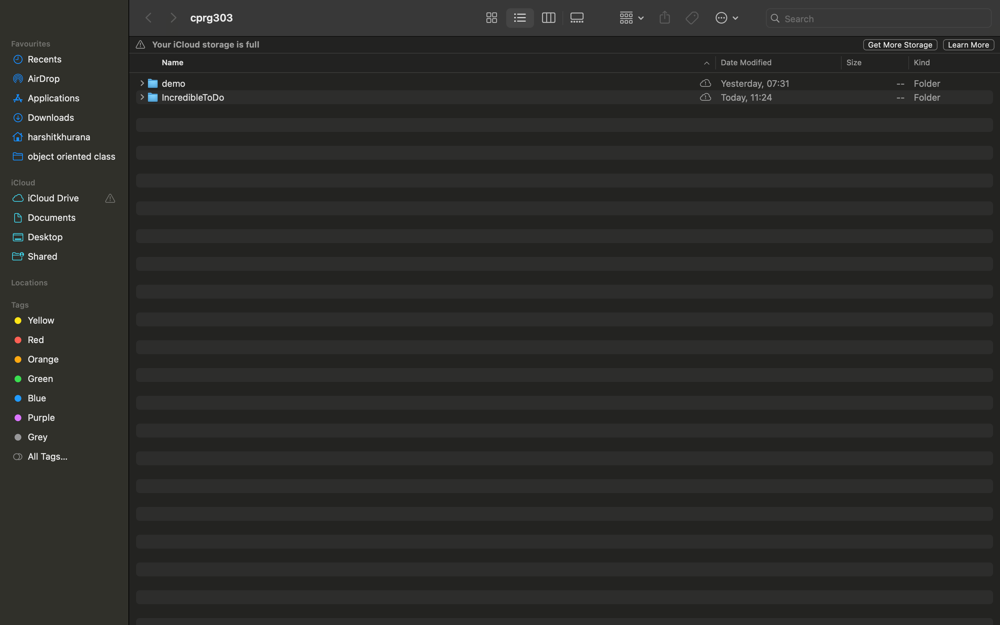 cprg303
Search
Your iCloud storage is full
Get More Storage
Learn More
Name
Date Modified
Size
Kind
demo
Yesterday, 07:31
--
Folder
IncredibleToDo
Today, 11:24
--
Folder
Favourites
Recents
AirDrop
Applications
Downloads
harshitkhurana
object oriented class
iCloud
iCloud Drive
Documents
Desktop
Shared
Locations
Tags
Yellow
Red
Orange
Green
Blue
Purple
Grey
All Tags...